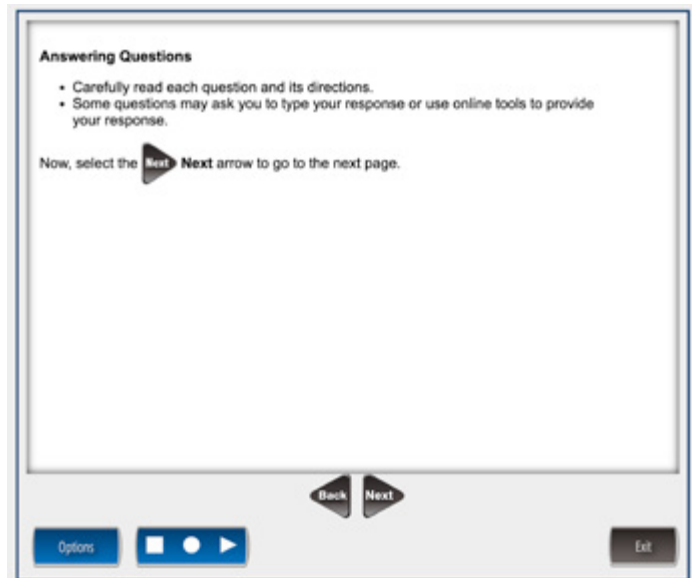 Answering Questions
• Carefully read each question and its directions.
• Some questions may ask you to type your response or use online tools to provide
your response.
Now, select the Next Next arrow to go to the next page.
Back Next
Options Exit